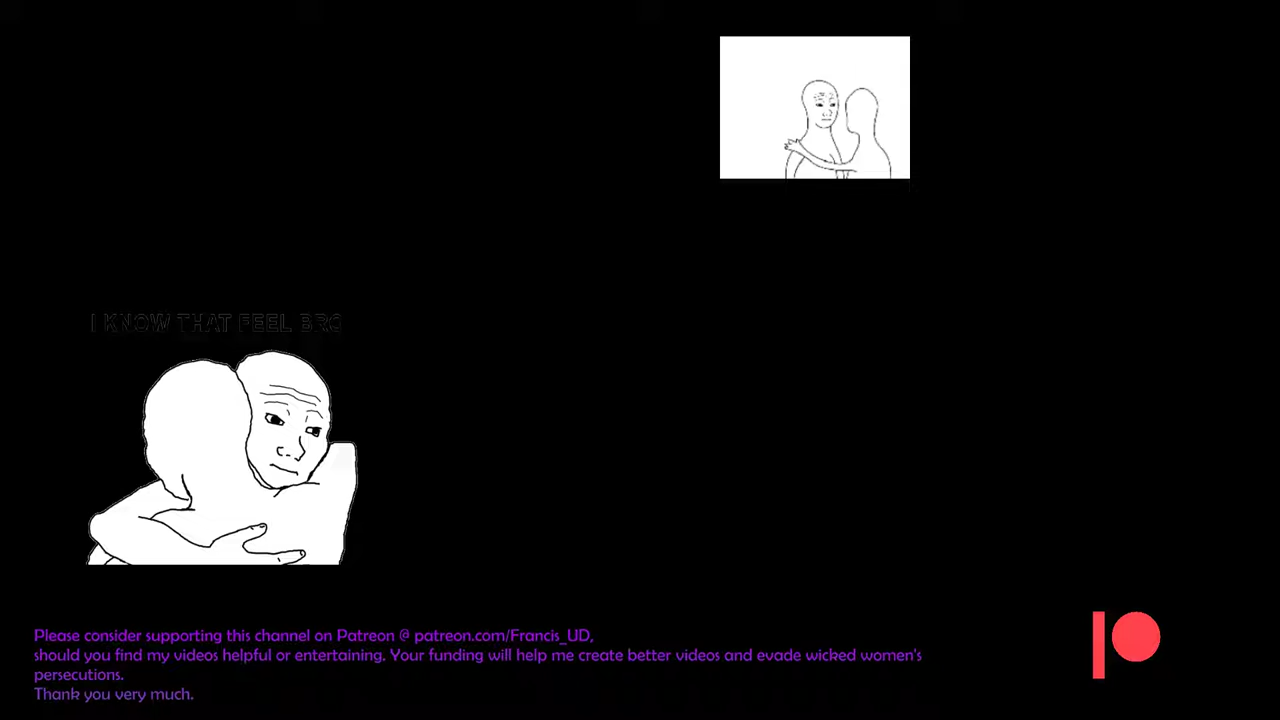 I KNOW THAT FEEL BRO
Please consider supporting this channel on Patreon @ patreon.com/Francis_UD,
should you find my videos helpful or entertaining. Your funding will help me create better videos and evade wicked women's
persecutions.
Thank you very much.